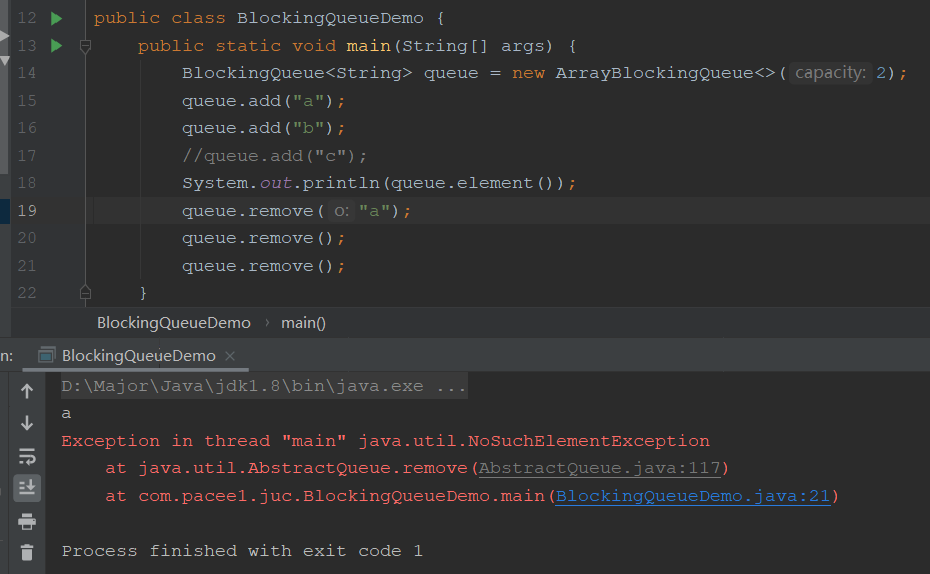 12 public class BlockingQueueDemo {
13 public static void main(String[] args) {
14 BlockingQueue<String> queue = new ArrayBlockingQueue<>( capacity: 2);
15 queue.add("a");
16 queue.add("b");
17 //queue.add("c");
18 System.out.println(queue.element());
19 queue.remove( o: "a");
20 queue.remove();
21 queue.remove();
22 }
BlockingQueueDemo › main()
n: BlockingQueueDemo ×
D:\Major\Java\jdk1.8\bin\java.exe ...
a
Exception in thread "main" java.util.NoSuchElementException
at java.util.AbstractQueue.remove(AbstractQueue.java:117)
at com.pacee1.juc.BlockingQueueDemo.main(BlockingQueueDemo.java:21)
Process finished with exit code 1